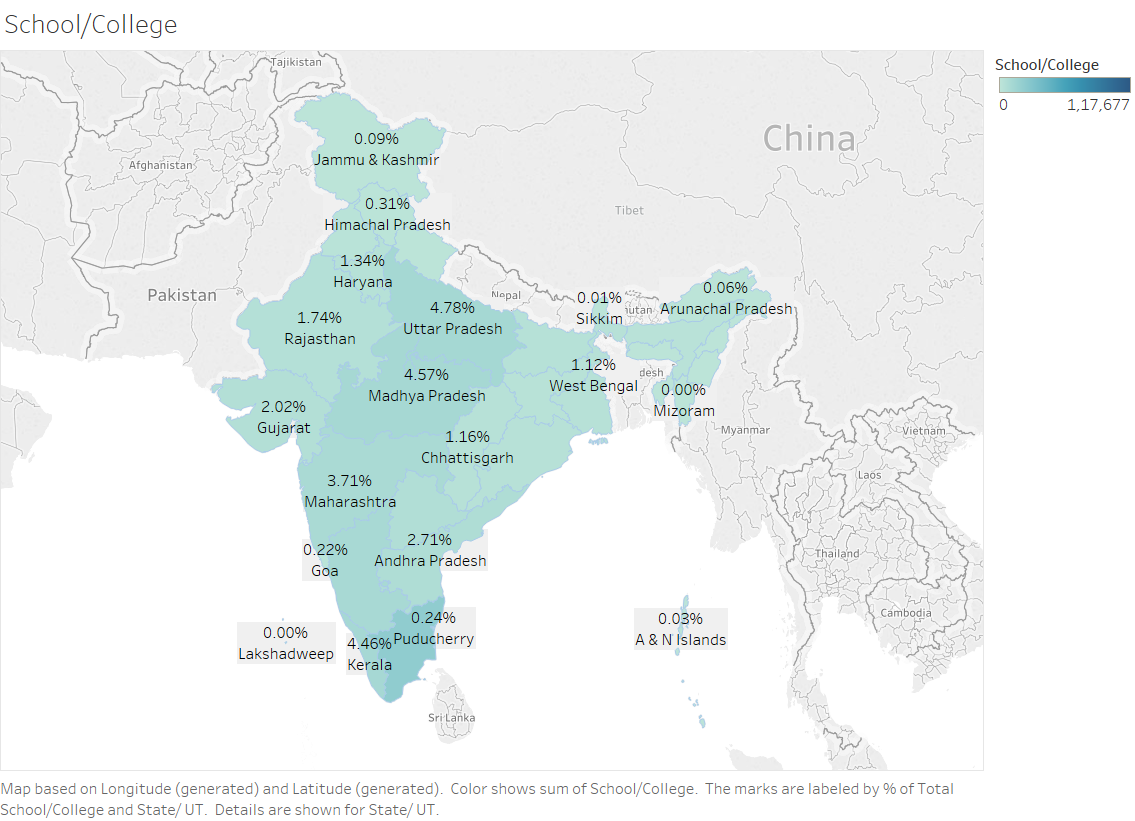 School/College
School/College
0
1,17,677
Tajikistan
Afghanistan
China
Tibet
Pakistan
Nepal
0.09%
Jammu & Kashmir
0.31%
Himachal Pradesh
1.34%
Haryana
4.78%
Uttar Pradesh
1.74%
Rajasthan
0.01%
Sikkim
utan
0.06%
Arunachal Pradesh
4.57%
Madhya Pradesh
1.12%
West Bengal
desh
0.00%
Mizoram
2.02%
Gujarat
Myanmar
Vietnam
1.16%
Chhattisgarh
Laos
3.71%
Maharashtra
2.71%
Andhra Pradesh
0.22%
Goa
Thailand
Cambodia
0.24%
Puducherry
0.00%
Lakshadweep
4.46%
Kerala
0.03%
A & N Islands
Sri Lanka
Map based on Longitude (generated) and Latitude (generated).  Color shows sum of School/College.  The marks are labeled by % of Total
School/College and State/ UT.  Details are shown for State/ UT.